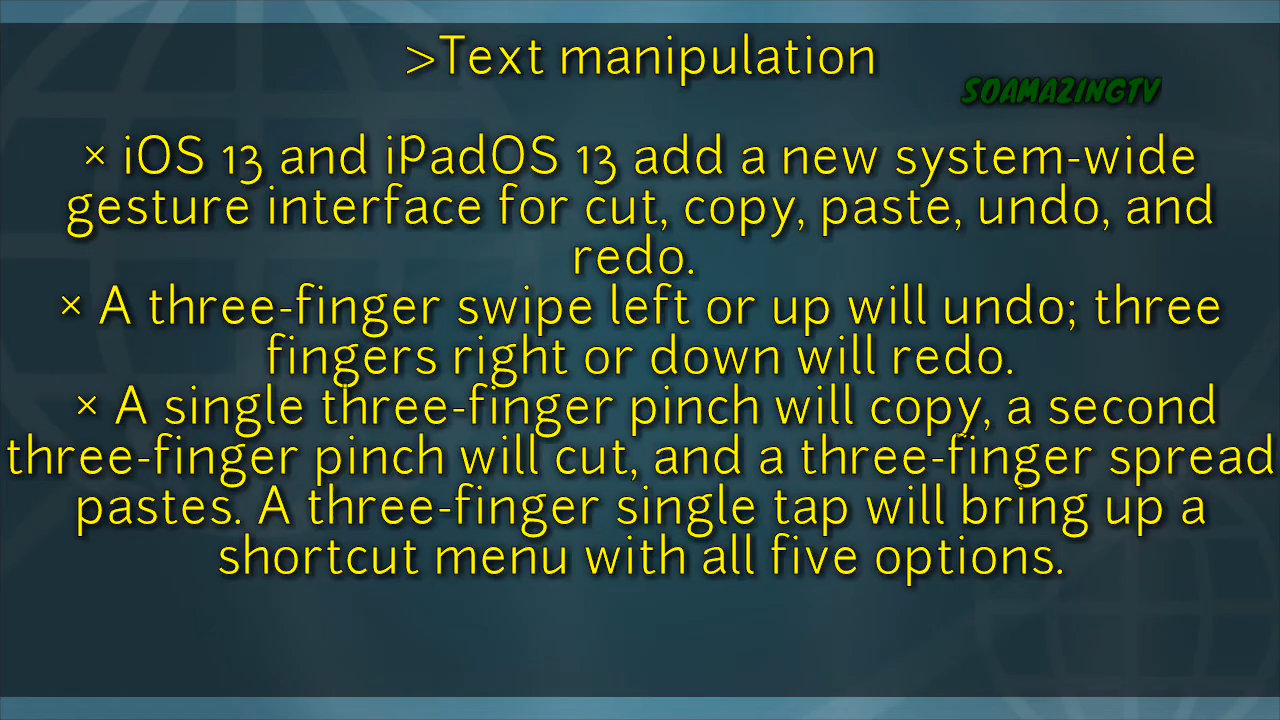 >Text manipulation
SOAMAZINGTV
× iOS 13 and iPadOS 13 add a new system-wide
gesture interface for cut, copy, paste, undo, and
redo.
× A three-finger swipe left or up will undo; three
fingers right or down will redo.
× A single three-finger pinch will copy, a second
three-finger pinch will cut, and a three-finger spread
pastes. A three-finger single tap will bring up a
shortcut menu with all five options.